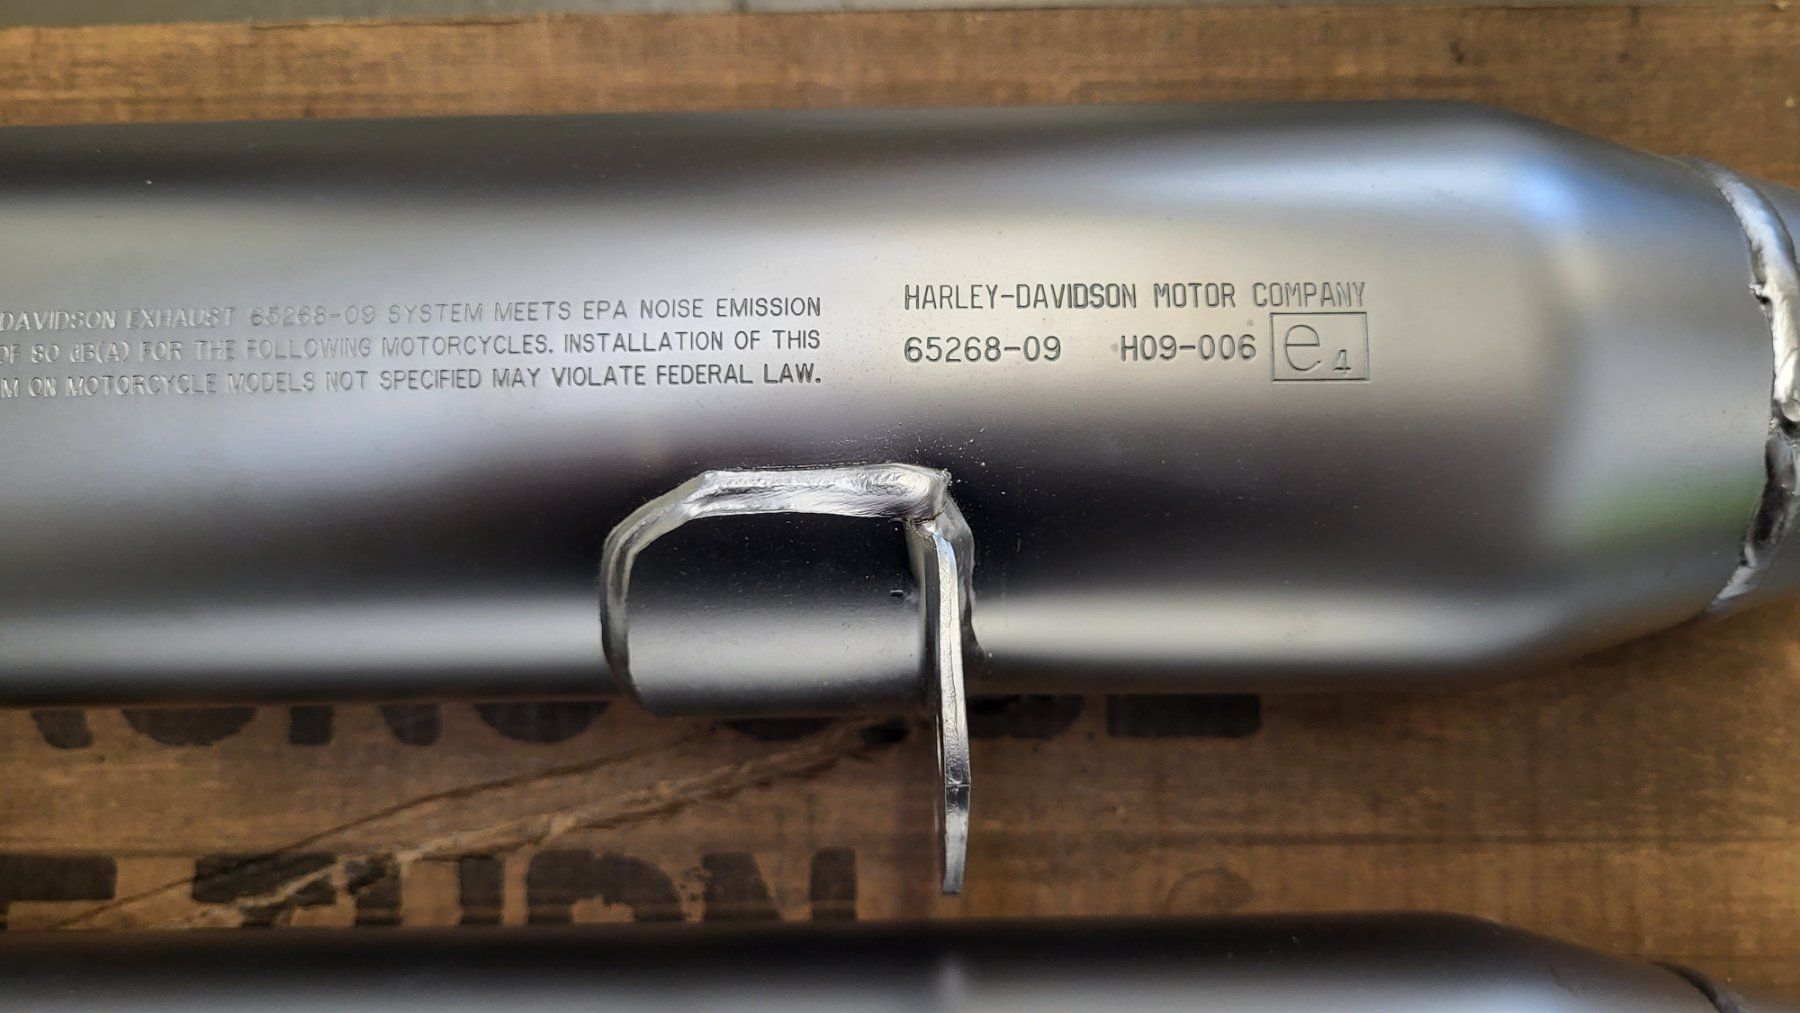 DAVIDSON EXHAUST 65268-09 SYSTEM MEETS EPA NOISE EMISSION
OF 80 dB(A) FOR THE FOLLOWING MOTORCYCLES. INSTALLATION OF THIS
M ON MOTORCYCLE MODELS NOT SPECIFIED MAY VIOLATE FEDERAL LAW.
HARLEY-DAVIDSON MOTOR COMPANY
65268-09 H09-006 e4